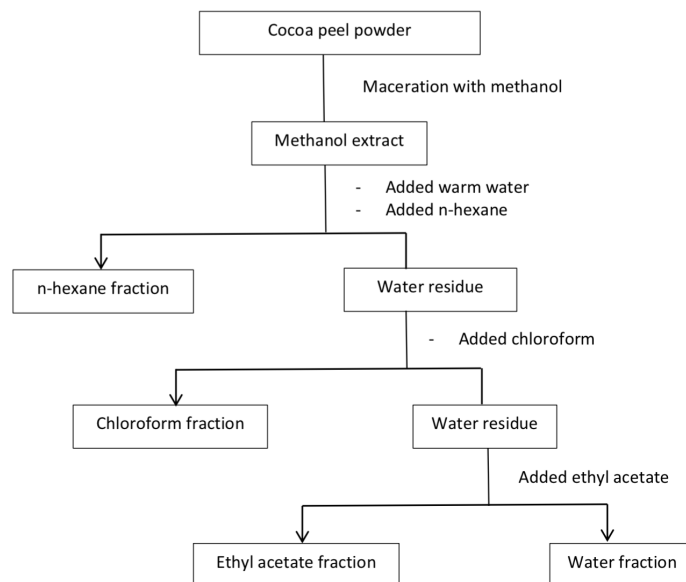 Cocoa peel powder
Maceration with methanol
Methanol extract
- Added warm water
- Added n-hexane
n-hexane fraction
Water residue
- Added chloroform
Chloroform fraction
Water residue
Added ethyl acetate
Ethyl acetate fraction
Water fraction